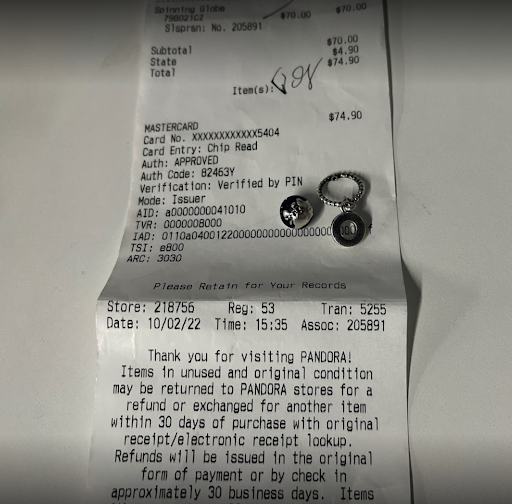 Spinning Globe
798021CZ $70.00 $70.00
Slsprsn: No. 205891
$70.00
Subtotal $4.90
State $74.90
Total
Item(s):
$74.90
MASTERCARD
Card No. XXXXXXXXXXXX5404
Card Entry: Chip Read
Auth: APPROVED
Auth Code: 82463Y
Verification: Verified by PIN
Mode: Issuer
AID: a0000000041010
TVR: 0000008000
TSI: e800
ARC: 3030
Please Retain for Your Records
Store: 218756 Reg: 53 Tran: 5255
Date: 10/02/22 Time: 15:35 Assoc: 205891
Thank you for visiting PANDORA!
Items in unused and original condition
may be returned to PANDORA stores for a
refund or exchanged for another item
within 30 days of purchase with original
receipt/electronic receipt lookup.
Refunds will be issued in the original
form of payment or by check in
approximately 30 business days. Items